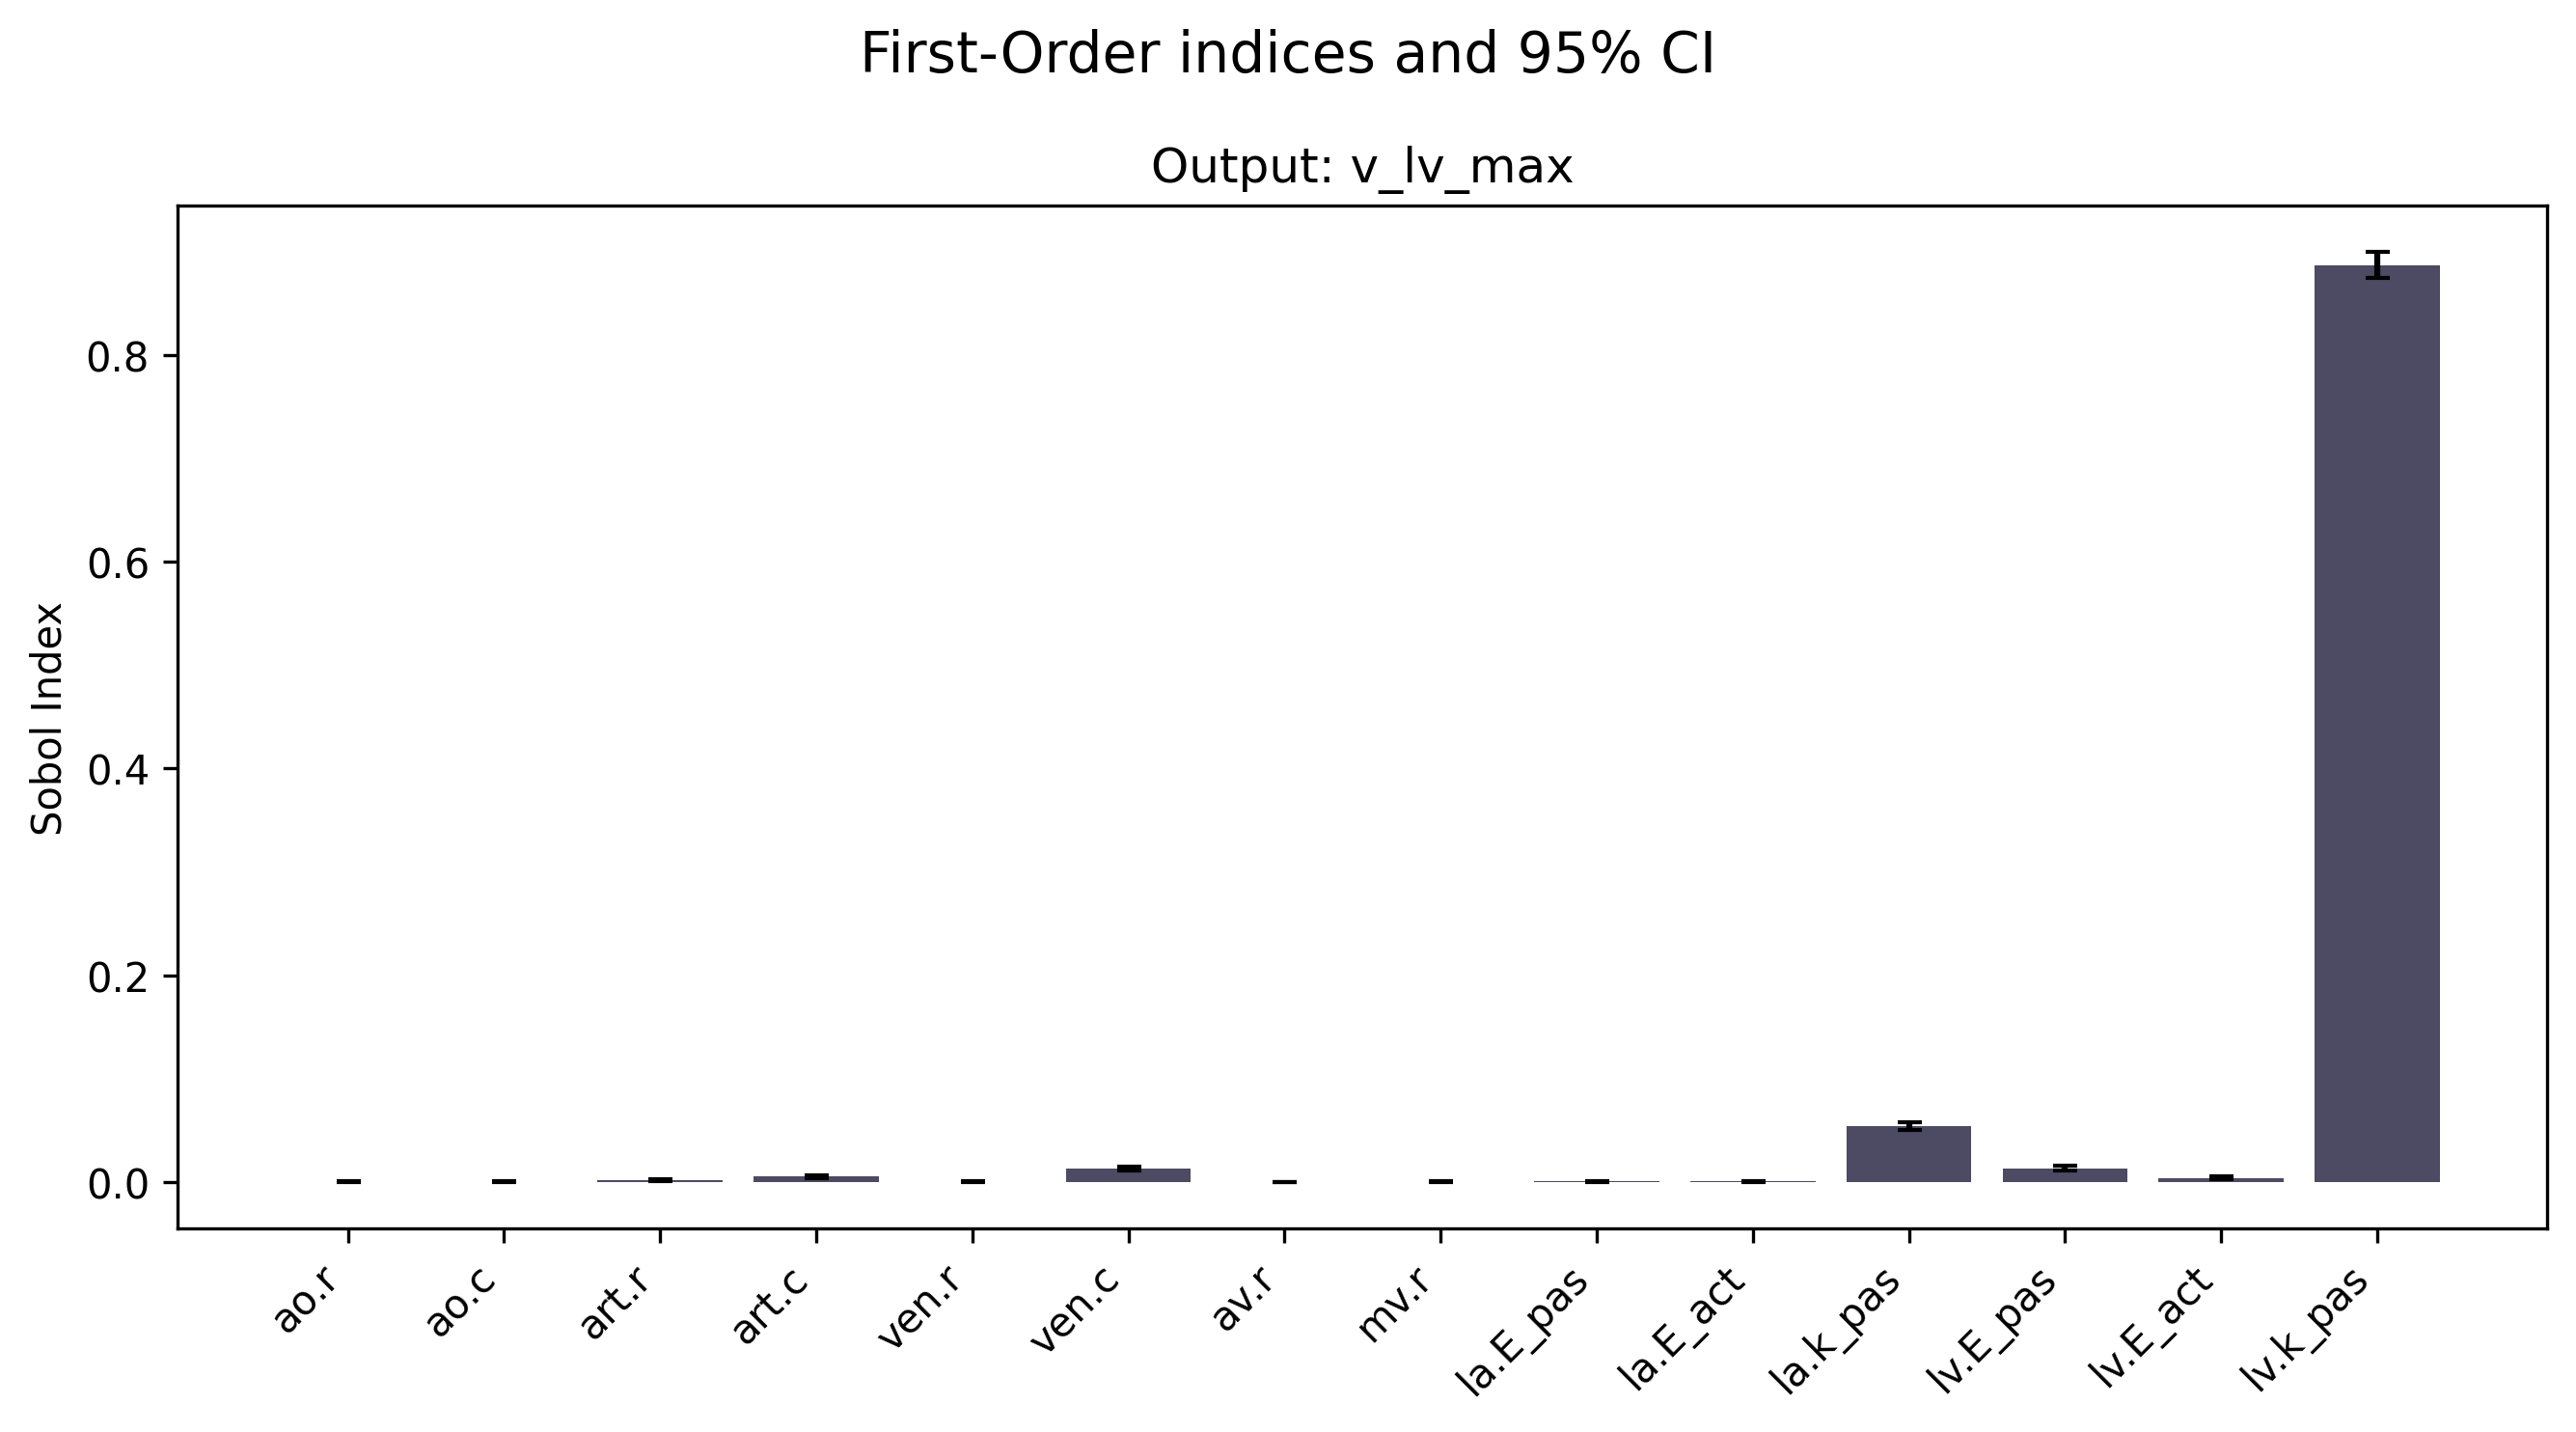 First-Order indices and 95% CI
Output: v_lv_max
Sobol Index
0.8
0.6
0.4
0.2
0.0
ao.r
ao.c
art.r
art.c
ven.r
ven.c
av.r
mv.r
la.E_pas
la.E_act
la.k_pas
lv.E_pas
lv.E_act
lv.k_pas